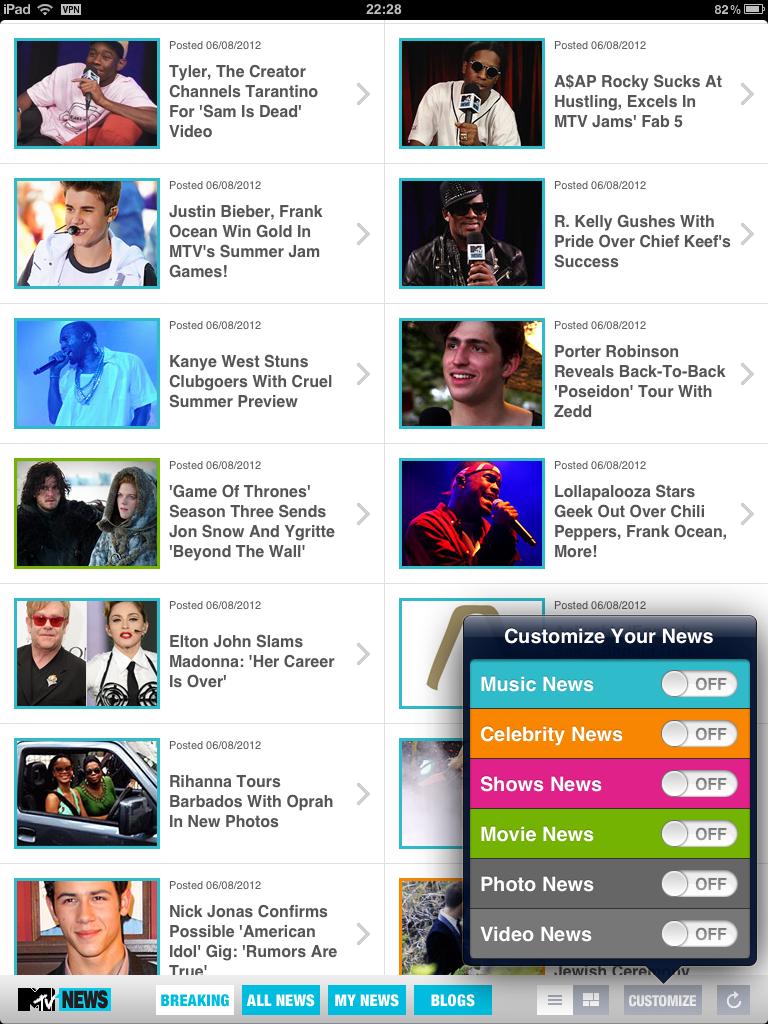 iPad VPN 22:28 82%
Posted 06/08/2012
Tyler, The Creator
Channels Tarantino
For 'Sam Is Dead'
Video
Posted 06/08/2012
A$AP Rocky Sucks At
Hustling, Excels In
MTV Jams' Fab 5
Posted 06/08/2012
Justin Bieber, Frank
Ocean Win Gold In
MTV's Summer Jam
Games!
Posted 06/08/2012
R. Kelly Gushes With
Pride Over Chief Keef's
Success
Posted 06/08/2012
Kanye West Stuns
Clubgoers With Cruel
Summer Preview
Posted 06/08/2012
Porter Robinson
Reveals Back-To-Back
'Poseidon' Tour With
Zedd
Posted 06/08/2012
'Game Of Thrones'
Season Three Sends
Jon Snow And Ygritte
'Beyond The Wall'
Posted 06/08/2012
Lollapalooza Stars
Geek Out Over Chili
Peppers, Frank Ocean,
More!
Posted 06/08/2012
Elton John Slams
Madonna: 'Her Career
Is Over'
Posted 06/08/2012
Posted 06/08/2012
Rihanna Tours
Barbados With Oprah
In New Photos
Posted 06/08/2012
Nick Jonas Confirms
Possible 'American
Idol' Gig: 'Rumors Are
True'
Jewish Ceremony
Customize Your News
Music News OFF
Celebrity News OFF
Shows News OFF
Movie News OFF
Photo News OFF
Video News OFF
MTV NEWS BREAKING ALL NEWS MY NEWS BLOGS CUSTOMIZE